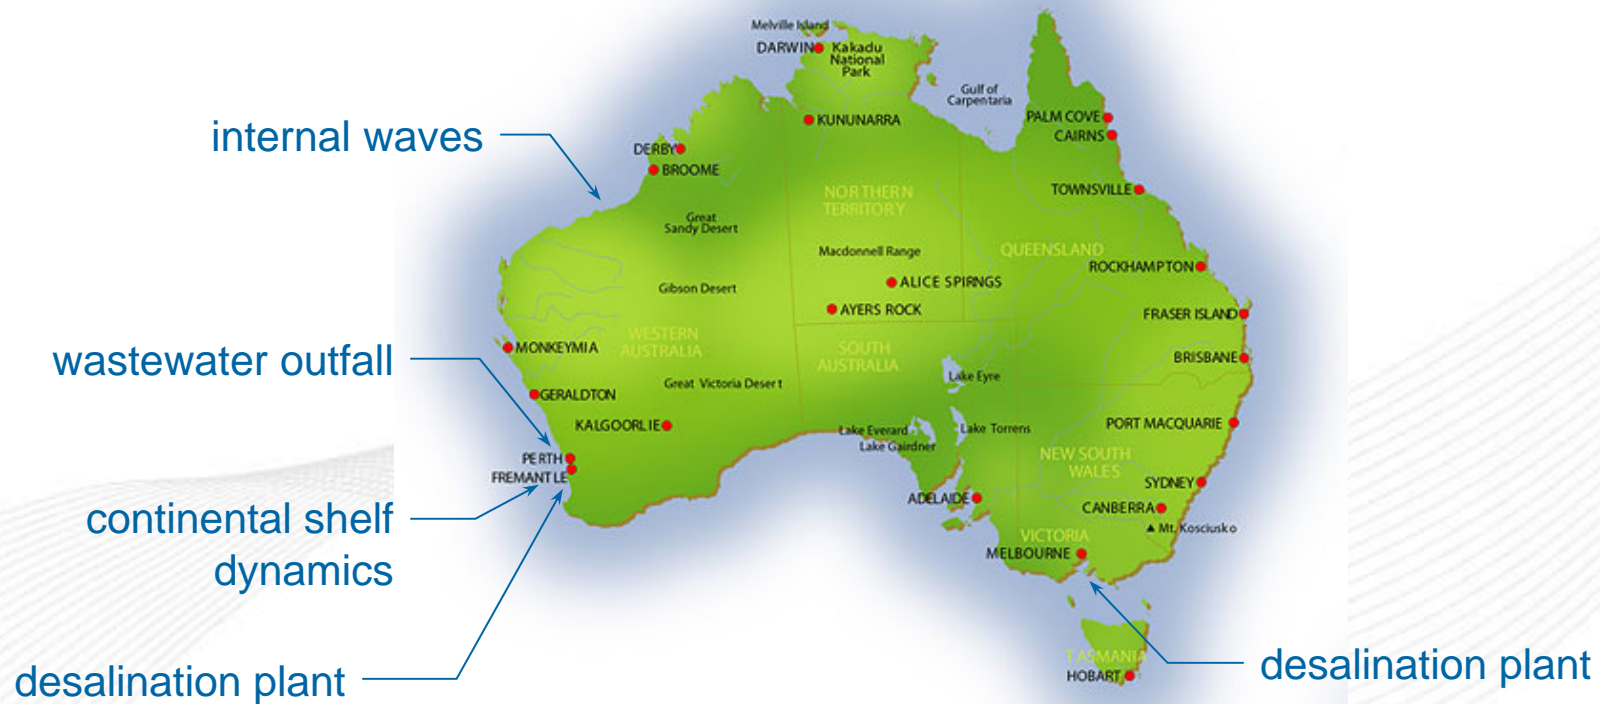 Melville Island
DARWIN
Kakadu
National
Park
Gulf of
Carpentaria
internal waves
KUNUNARRA
PALM COVE
CAIRNS
DERBY
BROOME
NORTHERN
TERRITORY
TOWNSVILLE
Great
Sandy Desert
Macdonnell Range
QUEENSLAND
ROCKHAMPTON
Gibson Desert
ALICE SPIRNGS
AYERS ROCK
FRASER ISLAND
wastewater outfall
MONKEYMIA
WESTERN
AUSTRALIA
SOUTH
AUSTRALIA
BRISBANE
Great Victoria Desert
Lake Eyre
GERALDTON
KALGOORLIE
Lake Everard
Lake Gairdner
Lake Torrens
PORT MACQUARIE
PERTH
FREMANTLE
NEW SOUTH
WALES
SYDNEY
continental shelf
dynamics
ADELAIDE
CANBERRA
Mt. Kosciusko
VICTORIA
MELBOURNE
desalination plant
TASMANIA
HOBART
desalination plant